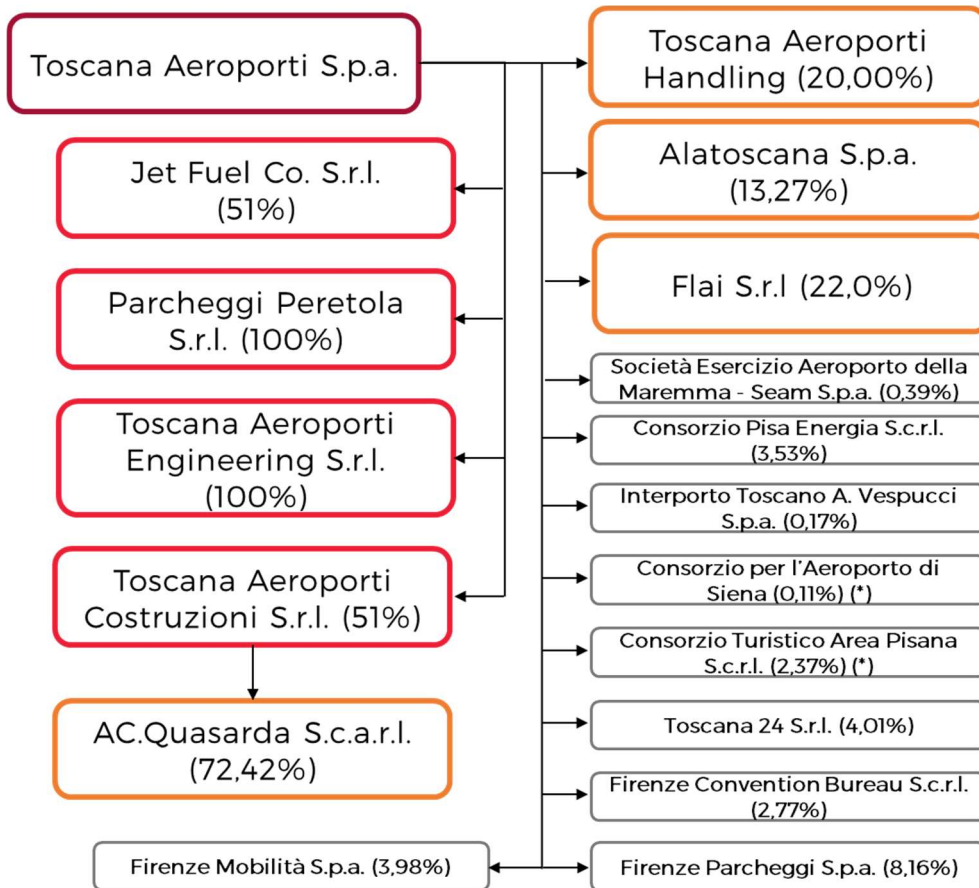 Toscana Aeroporti S.p.a.
Jet Fuel Co. S.r.l.
(51%)
Parcheggi Peretola
S.r.l. (100%)
Toscana Aeroporti
Engineering S.r.l.
(100%)
Toscana Aeroporti
Costruzioni S.r.l. (51%)
AC.Quasarda S.c.a.r.l.
(72,42%)
Toscana Aeroporti
Handling (20,00%)
Alatoscana S.p.a.
(13,27%)
Flai S.r.l (22,0%)
Società Esercizio Aeroporto della
Maremma - Seam S.p.a. (0,39%)
Consorzio Pisa Energia S.c.r.l.
(3,53%)
Interporto Toscano A. Vespucci
S.p.a. (0,17%)
Consorzio per l'Aeroporto di
Siena (0,11%) (*)
Consorzio Turistico Area Pisana
S.c.r.l. (2,37%) (*)
Toscana 24 S.r.l. (4,01%)
Firenze Convention Bureau S.c.r.l.
(2,77%)
Firenze Mobilità S.p.a. (3,98%)
Firenze Parcheggi S.p.a. (8,16%)